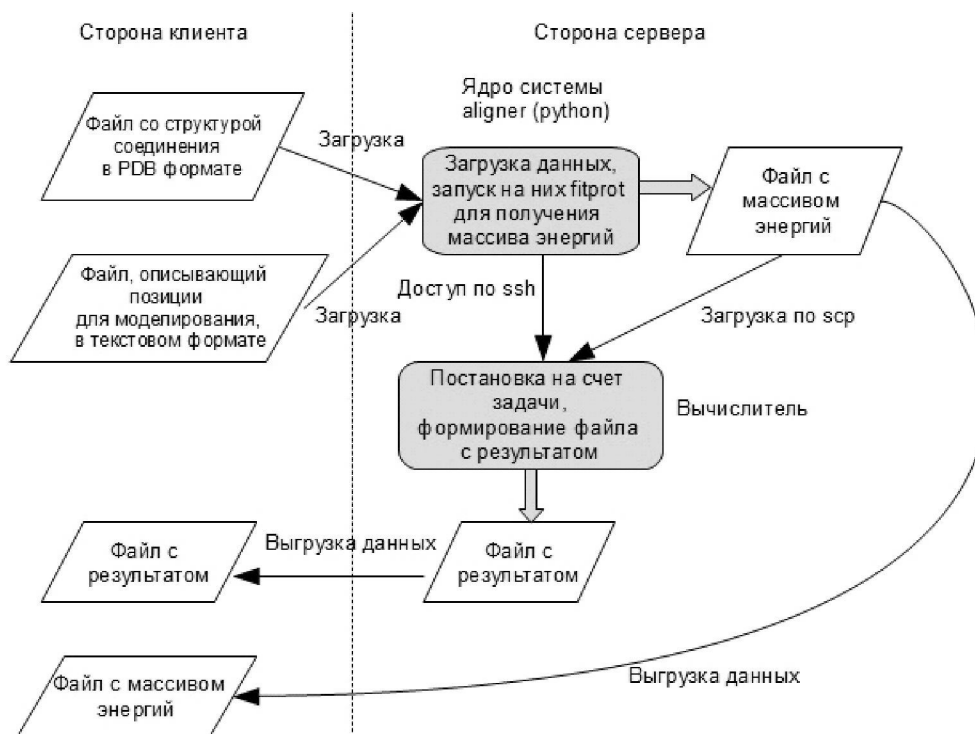 Сторона клиента
Сторона сервера
Ядро системы
aligner (python)
Файл со структурой
соединения
в PDB формате
Загрузка
Загрузка данных,
запуск на них fitprot
для получения
массива энергий
Файл с
массивом
энергий
Файл, описывающий
позиции
для моделирования,
в текстовом формате
Загрузка
Доступ по ssh
Загрузка по scp
Постановка на счет
задачи,
формирование файла
с результатом
Вычислитель
Файл с
результатом
Выгрузка данных
Файл с
результатом
Файл с массивом
энергий
Выгрузка данных